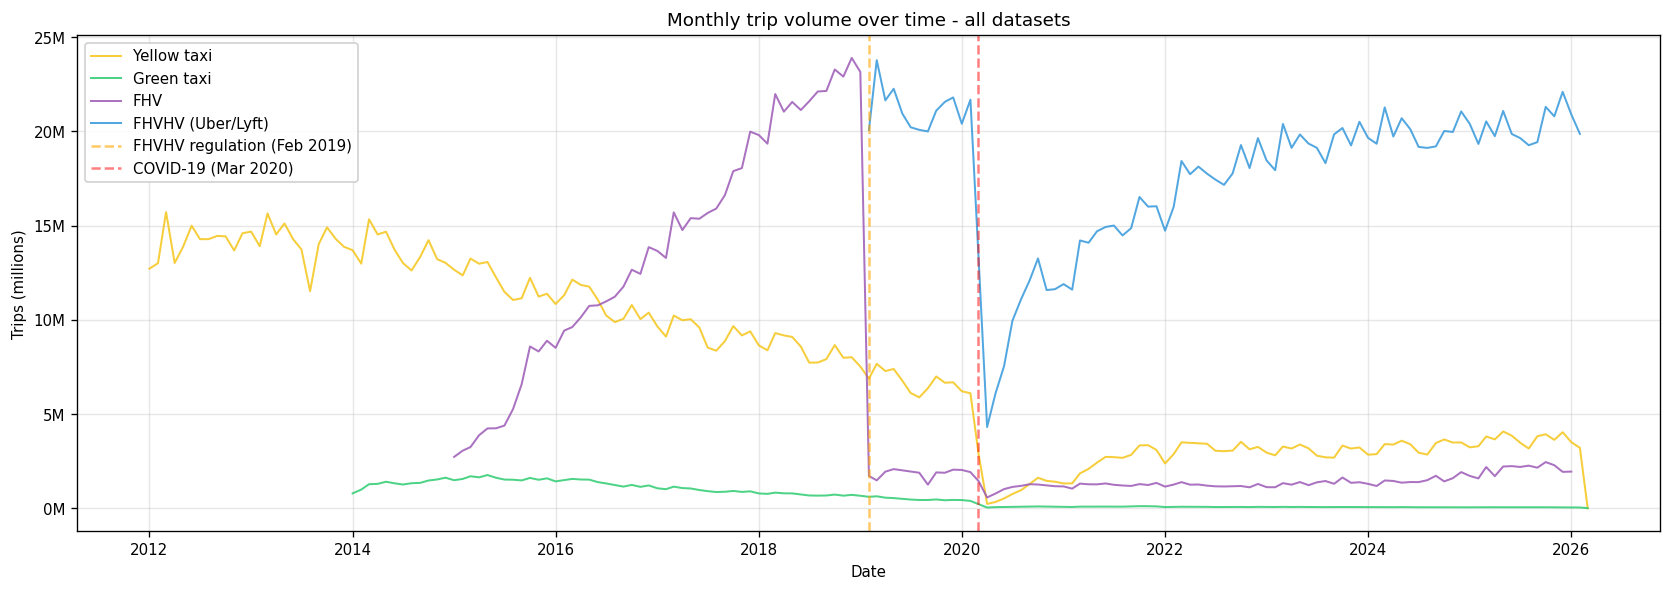 Monthly trip volume over time - all datasets
Yellow taxi
Green taxi
FHV
FHVHV (Uber/Lyft)
FHVHV regulation (Feb 2019)
COVID-19 (Mar 2020)
Trips (millions)
25M
20M
15M
10M
5M
0M
2012 2014 2016 2018 2020 2022 2024 2026
Date